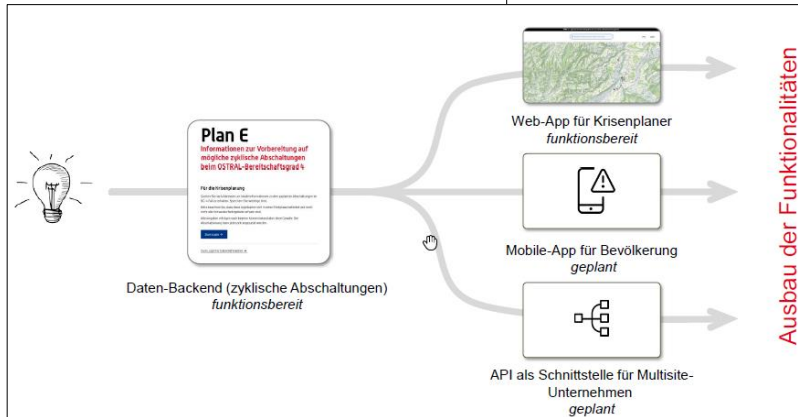 Plan E
Informationen zur Vorbereitung auf
mögliche zyklische Abschaltungen
beim OSTRAL-Bereitschaftsgrad 4
Für die Krisenplanung
Daten-Backend (zyklische Abschaltungen)
funktionsbereit
Web-App für Krisenplaner
funktionsbereit
Mobile-App für Bevölkerung
geplant
API als Schnittstelle für Multisite-
Unternehmen
geplant
Ausbau der Funktionalitäten